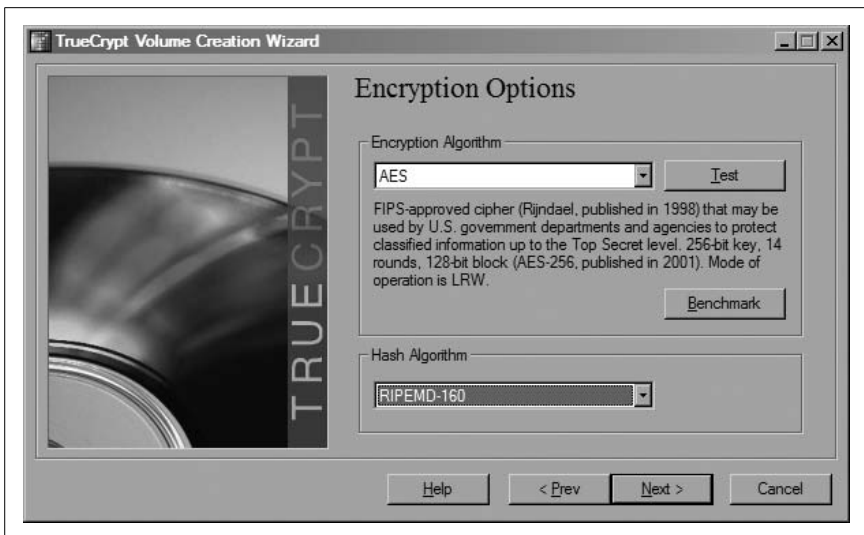 TrueCrypt Volume Creation Wizard
TRUECRYPT
Encryption Options
Encryption Algorithm
AES
Test
FIPS-approved cipher (Rijndael, published in 1998) that may be
used by U.S. government departments and agencies to protect
classified information up to the Top Secret level. 256-bit key, 14
rounds, 128-bit block (AES-256, published in 2001). Mode of
operation is LRW.
Benchmark
Hash Algorithm
RIPEMD-160
Help
< Prev
Next >
Cancel